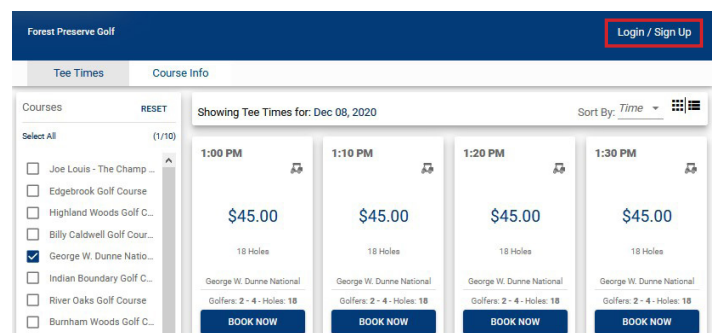 Forest Preserve Golf
Login / Sign Up
Tee Times Course Info
Courses RESET
Select All (1/10)
Joe Louis - The Champ ...
Edgebrook Golf Course
Highland Woods Golf C...
Billy Caldwell Golf Cour...
George W. Dunne Natio...
Indian Boundary Golf C...
River Oaks Golf Course
Burnham Woods Golf C...
Showing Tee Times for: Dec 08, 2020
Sort By: Time
1:00 PM
$45.00
18 Holes
George W. Dunne National
Golfers: 2 - 4 - Holes: 18
BOOK NOW
1:10 PM
$45.00
18 Holes
George W. Dunne National
Golfers: 2 - 4 - Holes: 18
BOOK NOW
1:20 PM
$45.00
18 Holes
George W. Dunne National
Golfers: 2 - 4 - Holes: 18
BOOK NOW
1:30 PM
$45.00
18 Holes
George W. Dunne National
Golfers: 2 - 4 - Holes: 18
BOOK NOW